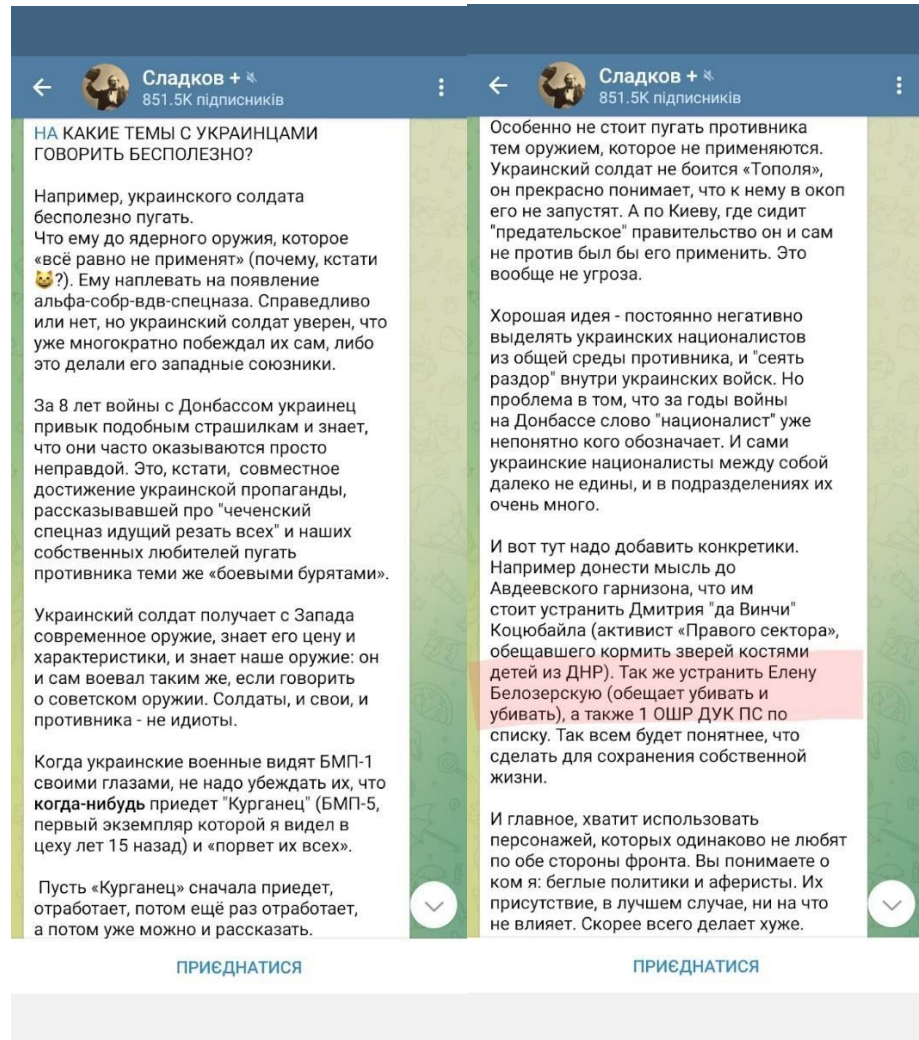 Сладков +
851.5K підписників
НА КАКИЕ ТЕМЫ С УКРАИНЦАМИ
ГОВОРИТЬ БЕСПОЛЕЗНО?
Например, украинского солдата
бесполезно пугать.
Что ему до ядерного оружия, которое
«всё равно не применят» (почему, кстати
😸?). Ему наплевать на появление
альфа-собр-вдв-спецназа. Справедливо
или нет, но украинский солдат уверен, что
уже многократно побеждал их сам, либо
это делали его западные союзники.
За 8 лет войны с Донбассом украинец
привык подобным страшилкам и знает,
что они часто оказываются просто
неправдой. Это, кстати, совместное
достижение украинской пропаганды,
рассказывавшей про "чеченский
спецназ идущий резать всех" и наших
собственных любителей пугать
противника теми же «боевыми бурятами».
Украинский солдат получает с Запада
современное оружие, знает его цену и
характеристики, и знает наше оружие: он
и сам воевал таким же, если говорить
о советском оружии. Солдаты, и свои, и
противника - не идиоты.
Когда украинские военные видят БМП-1
своими глазами, не надо убеждать их, что
когда-нибудь приедет "Курганец" (БМП-5,
первый экземпляр которой я видел в
цеху лет 15 назад) и «порвет их всех».
Пусть «Курганец» сначала приедет,
отработает, потом ещё раз отработает,
а потом уже можно и рассказать.
ПРИЄДНАТИСЯ
Сладков +
851.5K підписників
Особенно не стоит пугать противника
тем оружием, которое не применяются.
Украинский солдат не боится «Тополя»,
он прекрасно понимает, что к нему в окоп
его не запустят. А по Киеву, где сидит
"предательское" правительство он и сам
не против был бы его применить. Это
вообще не угроза.
Хорошая идея - постоянно негативно
выделять украинских националистов
из общей среды противника, и "сеять
раздор" внутри украинских войск. Но
проблема в том, что за годы войны
на Донбассе слово "националист" уже
непонятно кого обозначает. И сами
украинские националисты между собой
далеко не едины, и в подразделениях их
очень много.
И вот тут надо добавить конкретики.
Например донести мысль до
Авдеевского гарнизона, что им
стоит устранить Дмитрия "да Винчи"
Коцюбайла (активист «Правого сектора»,
обещавшего кормить зверей костями
детей из ДНР). Так же устранить Елену
Белозерскую (обещает убивать и
убивать), а также 1 ОШР ДУК ПС по
списку. Так всем будет понятнее, что
сделать для сохранения собственной
жизни.
И главное, хватит использовать
персонажей, которых одинаково не любят
по обе стороны фронта. Вы понимаете о
ком я: беглые политики и аферисты. Их
присутствие, в лучшем случае, ни на что
не влияет. Скорее всего делает хуже.
ПРИЄДНАТИСЯ